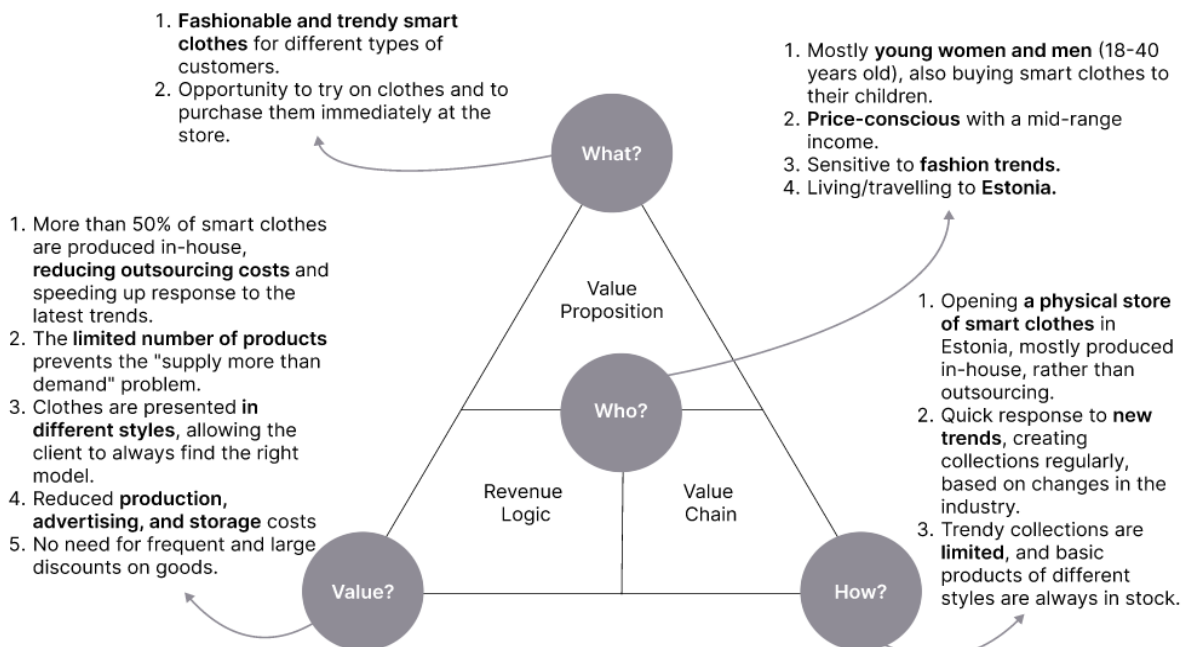 1. Fashionable and trendy smart
clothes for different types of
customers.
2. Opportunity to try on clothes and to
purchase them immediately at the
store.
1. Mostly young women and men (18-40
years old), also buying smart clothes to
their children.
2. Price-conscious with a mid-range
income.
3. Sensitive to fashion trends.
4. Living/travelling to Estonia.
What?
1. More than 50% of smart clothes
are produced in-house,
reducing outsourcing costs and
speeding up response to the
latest trends.
2. The limited number of products
prevents the "supply more than
demand" problem.
3. Clothes are presented in
different styles, allowing the
client to always find the right
model.
4. Reduced production,
advertising, and storage costs
5. No need for frequent and large
discounts on goods.
Value
Proposition
Who?
1. Opening a physical store
of smart clothes in
Estonia, mostly produced
in-house, rather than
outsourcing.
2. Quick response to new
trends, creating
collections regularly,
based on changes in the
industry.
3. Trendy collections are
limited, and basic
products of different
styles are always in stock.
Revenue
Logic
Value
Chain
Value?
How?